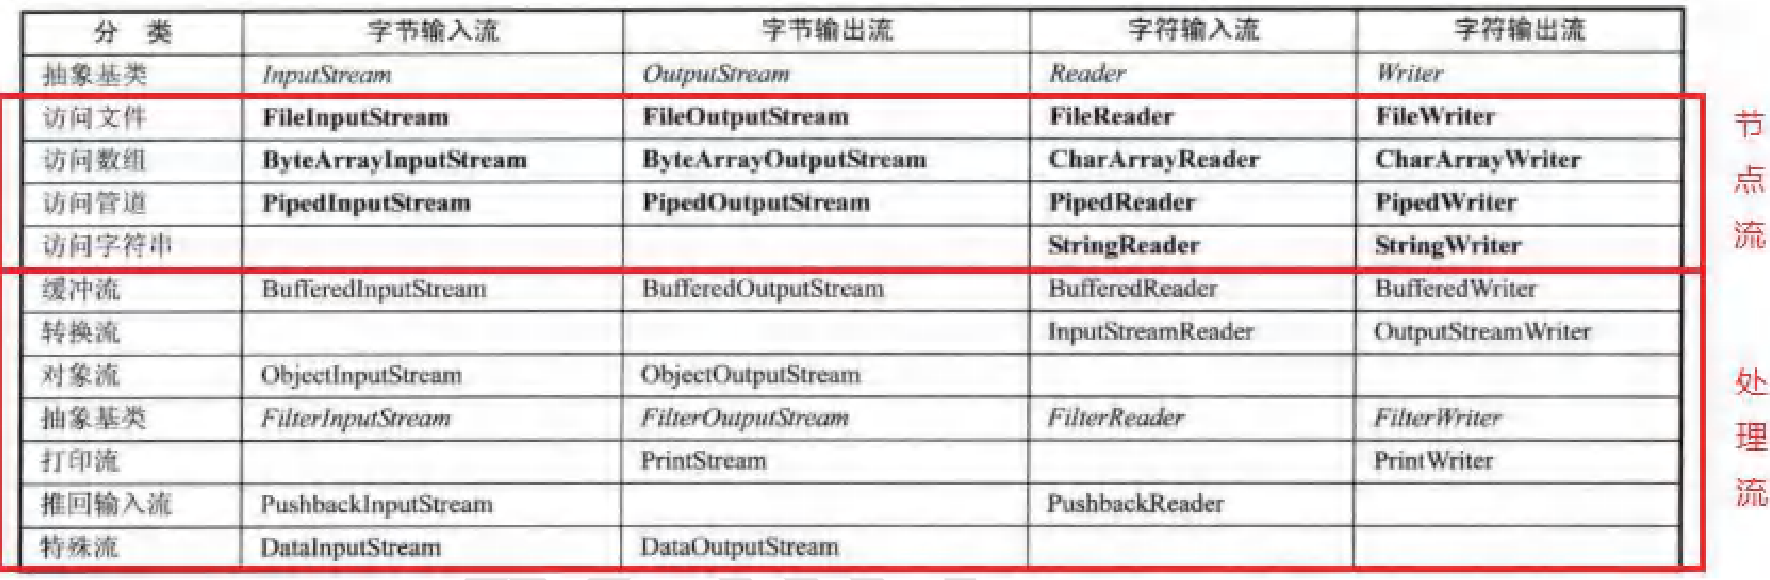 分 类 字节输入流 字节输出流 字符输入流 字符输出流
抽象基类 InputStream OutputStream Reader Writer
访问文件 FileInputStream FileOutputStream FileReader FileWriter
访问数组 ByteArrayInputStream ByteArrayOutputStream CharArrayReader CharArrayWriter
访问管道 PipedInputStream PipedOutputStream PipedReader PipedWriter
访问字符串 StringReader StringWriter
缓冲流 BufferedInputStream BufferedOutputStream BufferedReader BufferedWriter
转换流 InputStreamReader OutputStreamWriter
对象流 ObjectInputStream ObjectOutputStream
抽象基类 FilterInputStream FilterOutputStream FilterReader FilterWriter
打印流 PrintStream PrintWriter
推回输入流 PushbackInputStream PushbackReader
特殊流 DataInputStream DataOutputStream
节
点
流
处
理
流